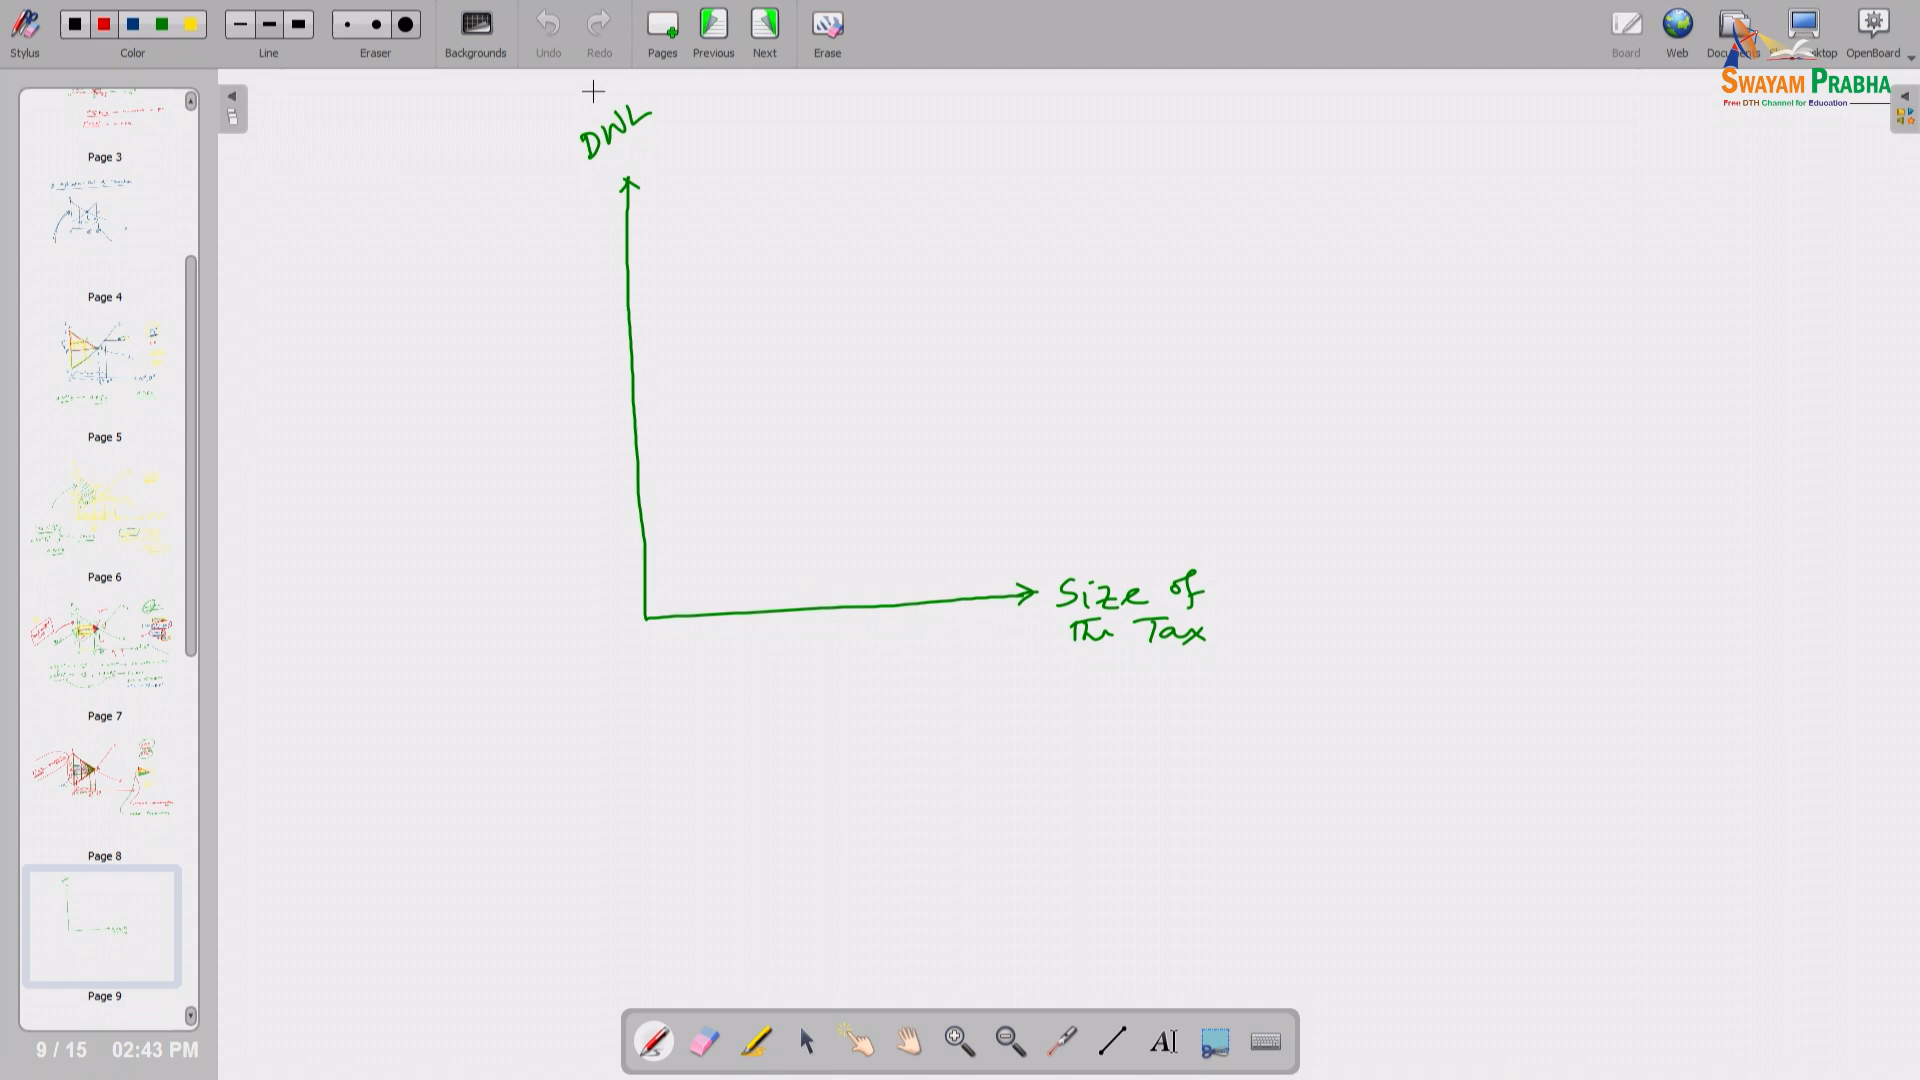 Stylus
Color
Line
Eraser
Backgrounds
Undo
Redo
Pages
Previous
Next
Erase
Board
Web
OpenBoard
SWAYAM PRABHA
Free DTH Channel for Education
Page 3
Page 4
Page 5
Page 6
Page 7
Page 8
Page 9
DWL
Size of
The Tax
9 / 15 02:43 PM